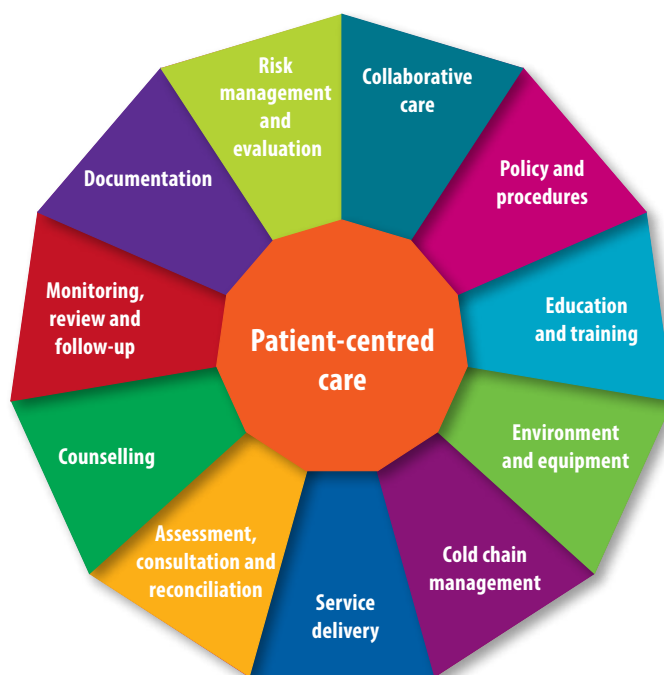 Risk
management
and
evaluation
Collaborative
care
Policy and
procedures
Education
and training
Environment
and equipment
Cold chain
management
Service
delivery
Assessment,
consultation and
reconciliation
Counselling
Monitoring,
review and
follow-up
Documentation
Patient-centred
care